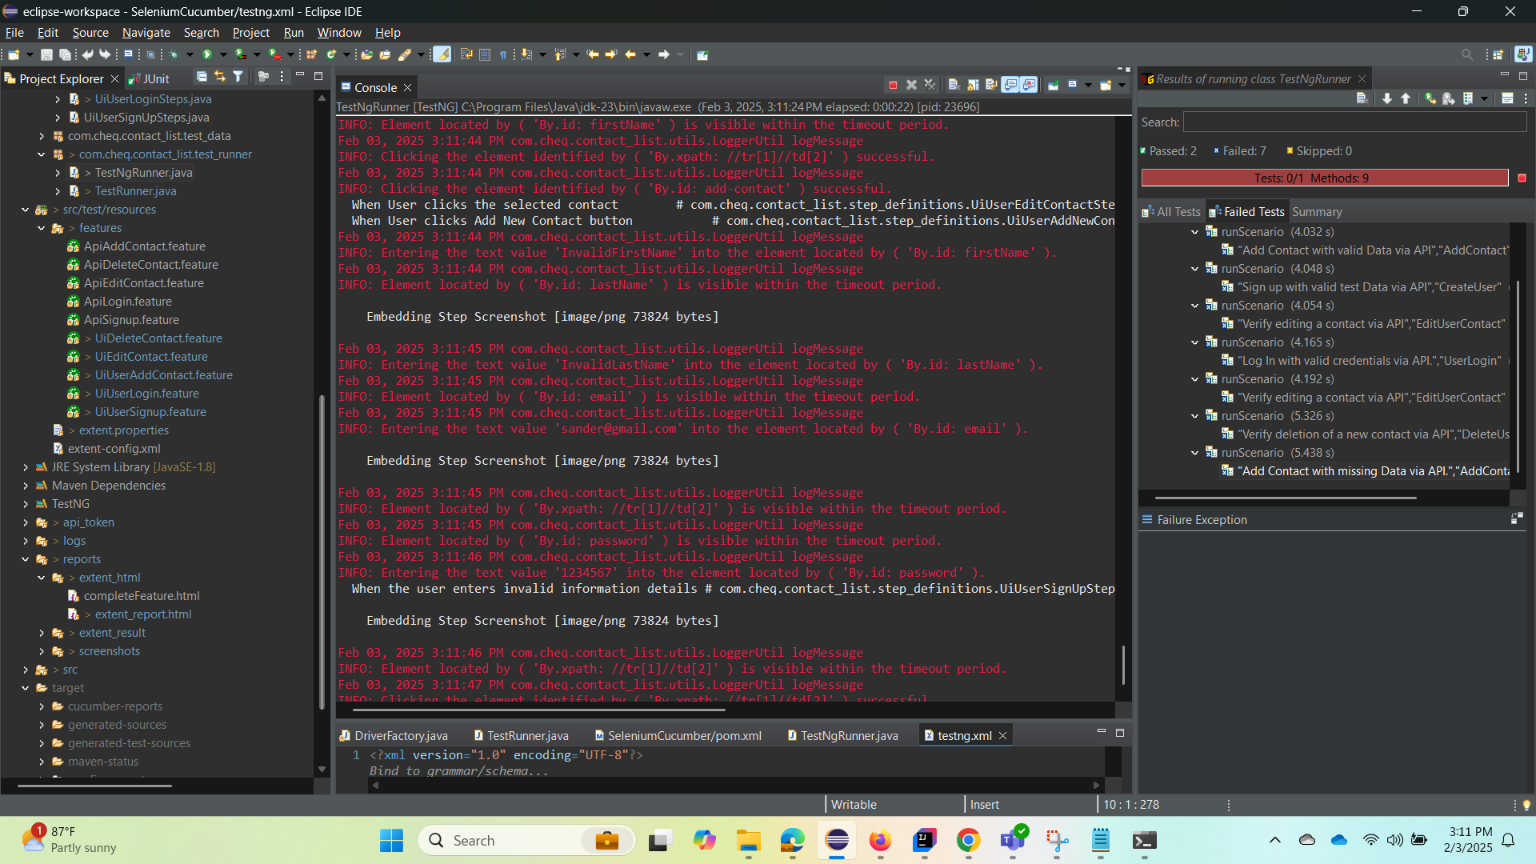 eclipse-workspace - SeleniumCucumber/testng.xml - Eclipse IDE
File Edit Source Navigate Search Project Run Window Help
Project Explorer
JUnit
> UiUserLoginSteps.java
UiUserSignUpSteps.java
com.cheq.contact_list.test_data
> com.cheq.contact_list.test_runner
> TestNgRunner.java
> TestRunner.java
> src/test/resources
> features
ApiAddContact.feature
ApiDeleteContact.feature
ApiEditContact.feature
ApiLogin.feature
ApiSignup.feature
> UiDeleteContact.feature
> UiEditContact.feature
> UiUserAddContact.feature
> UiUserLogin.feature
> UiUserSignup.feature
> extent.properties
extent-config.xml
JRE System Library [JavaSE-1.8]
Maven Dependencies
TestNG
> api_token
> logs
> reports
> extent_html
completeFeature.html
> extent_report.html
> extent_result
> screenshots
> src
target
cucumber-reports
generated-sources
generated-test-sources
maven-status
Console
TestNgRunner [TestNG] C:\Program Files\Java\jdk-23\bin\javaw.exe (Feb 3, 2025, 3:11:24 PM elapsed: 0:00:22) [pid: 23696]
INFO: Element located by ( 'By.id: firstName' ) is visible within the timeout period.
Feb 03, 2025 3:11:44 PM com.cheq.contact_list.utils.LoggerUtil logMessage
INFO: Clicking the element identified by ( 'By.xpath: //tr[1]//td[2]' ) successful.
Feb 03, 2025 3:11:44 PM com.cheq.contact_list.utils.LoggerUtil logMessage
INFO: Clicking the element identified by ( 'By.id: add-contact' ) successful.
When User clicks the selected contact # com.cheq.contact_list.step_definitions.UiUserEditContactSte
When User clicks Add New Contact button # com.cheq.contact_list.step_definitions.UiUserAddNewCon
Feb 03, 2025 3:11:44 PM com.cheq.contact_list.utils.LoggerUtil logMessage
INFO: Entering the text value 'InvalidFirstName' into the element located by ( 'By.id: firstName' ).
Feb 03, 2025 3:11:44 PM com.cheq.contact_list.utils.LoggerUtil logMessage
INFO: Element located by ( 'By.id: lastName' ) is visible within the timeout period.
Embedding Step Screenshot [image/png 73824 bytes]
Feb 03, 2025 3:11:45 PM com.cheq.contact_list.utils.LoggerUtil logMessage
INFO: Entering the text value 'InvalidLastName' into the element located by ( 'By.id: lastName' ).
Feb 03, 2025 3:11:45 PM com.cheq.contact_list.utils.LoggerUtil logMessage
INFO: Element located by ( 'By.id: email' ) is visible within the timeout period.
Feb 03, 2025 3:11:45 PM com.cheq.contact_list.utils.LoggerUtil logMessage
INFO: Entering the text value 'sander@gmail.com' into the element located by ( 'By.id: email' ).
Embedding Step Screenshot [image/png 73824 bytes]
Feb 03, 2025 3:11:45 PM com.cheq.contact_list.utils.LoggerUtil logMessage
INFO: Element located by ( 'By.xpath: //tr[1]//td[2]' ) is visible within the timeout period.
Feb 03, 2025 3:11:45 PM com.cheq.contact_list.utils.LoggerUtil logMessage
INFO: Element located by ( 'By.id: password' ) is visible within the timeout period.
Feb 03, 2025 3:11:46 PM com.cheq.contact_list.utils.LoggerUtil logMessage
INFO: Entering the text value '1234567' into the element located by ( 'By.id: password' ).
When the user enters invalid information details # com.cheq.contact_list.step_definitions.UiUserSignUpStep
Embedding Step Screenshot [image/png 73824 bytes]
Feb 03, 2025 3:11:46 PM com.cheq.contact_list.utils.LoggerUtil logMessage
INFO: Element located by ( 'By.xpath: //tr[1]//td[2]' ) is visible within the timeout period.
Feb 03, 2025 3:11:47 PM com.cheq.contact_list.utils.LoggerUtil logMessage
INFO: Clicking the element identified by ( 'By.xpath: //tr[1]//td[2]' ) successful.
DriverFactory.java
TestRunner.java
SeleniumCucumber/pom.xml
TestNgRunner.java
testng.xml
1 <?xml version="1.0" encoding="UTF-8"?>
Bind to grammar/schema...
Results of running class TestNgRunner
Search:
Passed: 2 Failed: 7 Skipped: 0
Tests: 0/1 Methods: 9
All Tests Failed Tests Summary
runScenario (4.032 s)
"Add Contact with valid Data via API","AddContact"
runScenario (4.048 s)
"Sign up with valid test Data via API","CreateUser"
runScenario (4.054 s)
"Verify editing a contact via API","EditUserContact"
runScenario (4.165 s)
"Log In with valid credentials via API.","UserLogin"
runScenario (4.192 s)
"Verify editing a contact via API","EditUserContact"
runScenario (5.326 s)
"Verify deletion of a new contact via API","DeleteUs
runScenario (5.438 s)
"Add Contact with missing Data via API.","AddConta
Failure Exception
Writable
Insert
10 : 1 : 278
1
87°F
Partly sunny
Search
3:11 PM
2/3/2025